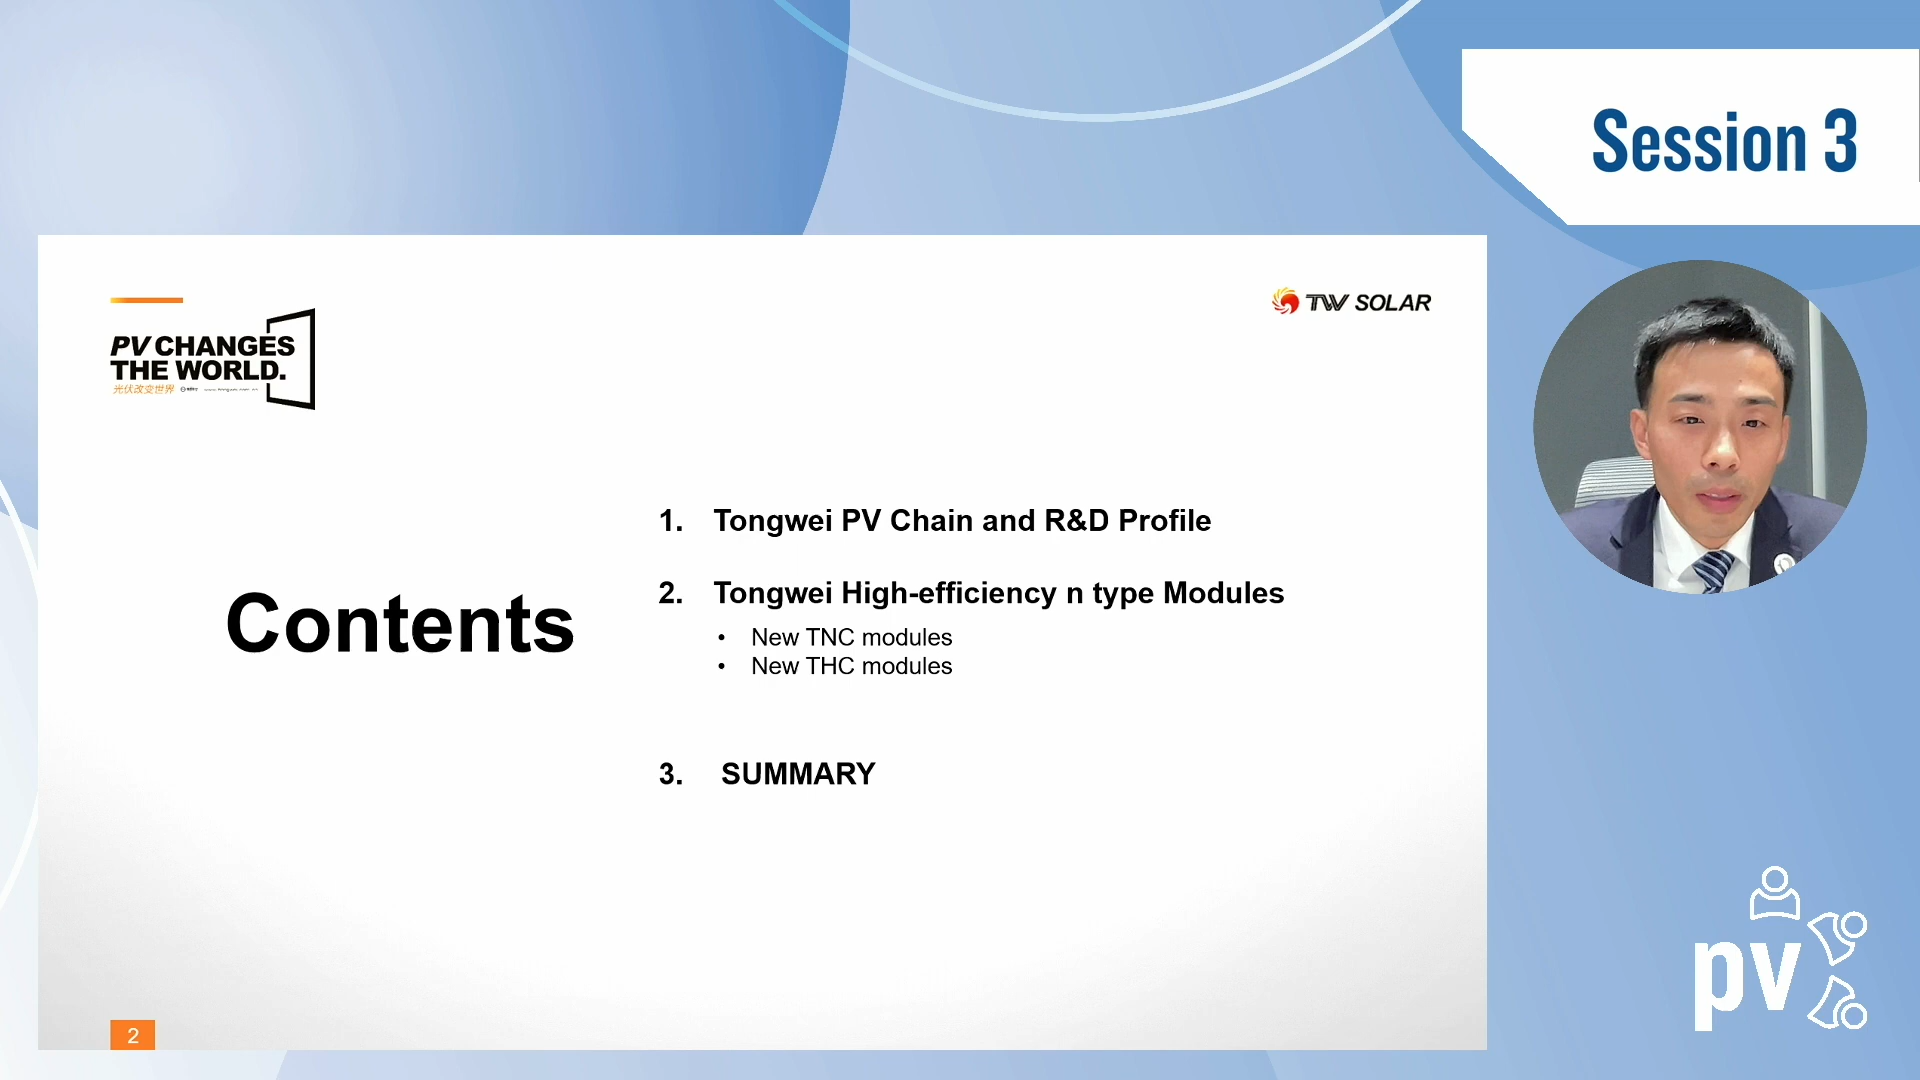 Session 3
PV CHANGES
THE WORLD.
光伏改变世界
TW SOLAR
Contents
1. Tongwei PV Chain and R&D Profile
2. Tongwei High-efficiency n type Modules
• New TNC modules
• New THC modules
3. SUMMARY
2
pv